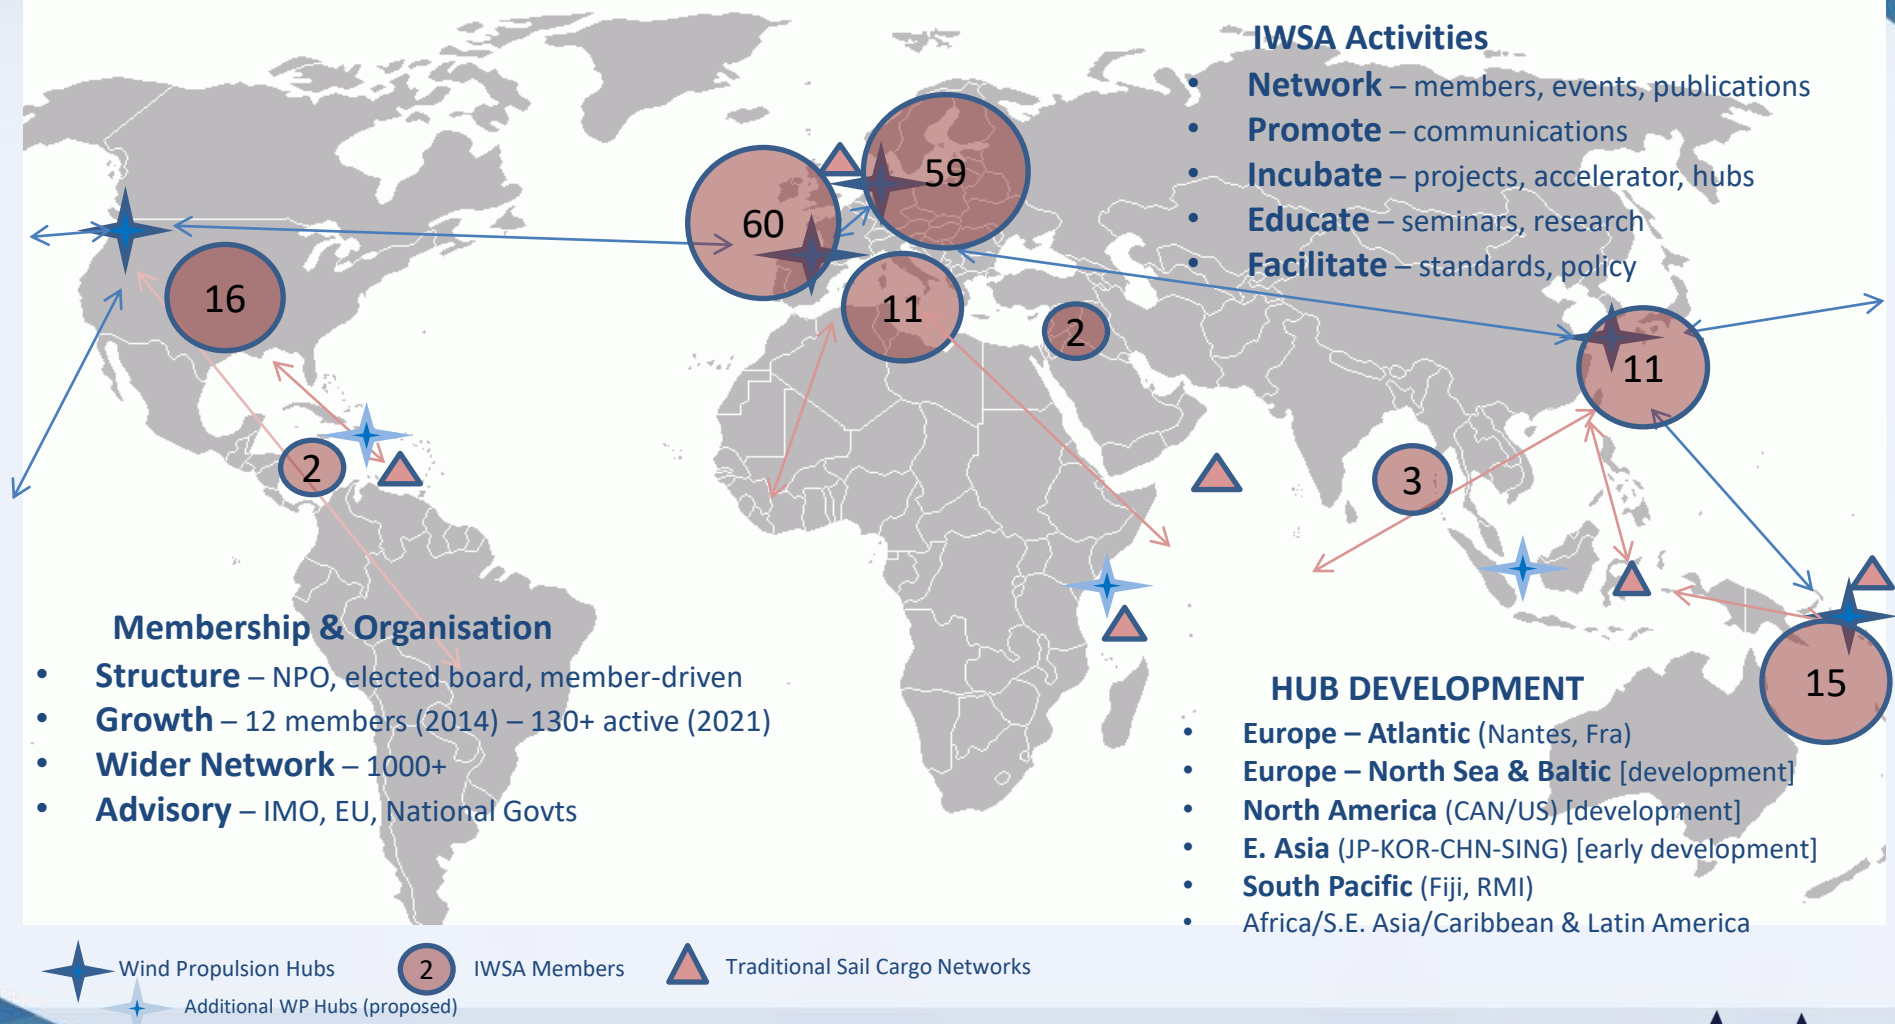 IWSA Activities
• Network – members, events, publications
• Promote – communications
• Incubate – projects, accelerator, hubs
• Educate – seminars, research
• Facilitate – standards, policy
59
60
16
11
2
11
2
3
15
Membership & Organisation
• Structure – NPO, elected board, member-driven
• Growth – 12 members (2014) – 130+ active (2021)
• Wider Network – 1000+
• Advisory – IMO, EU, National Govts
HUB DEVELOPMENT
• Europe – Atlantic (Nantes, Fra)
• Europe – North Sea & Baltic [development]
• North America (CAN/US) [development]
• E. Asia (JP-KOR-CHN-SING) [early development]
• South Pacific (Fiji, RMI)
• Africa/S.E. Asia/Caribbean & Latin America
Wind Propulsion Hubs
2
IWSA Members
Traditional Sail Cargo Networks
Additional WP Hubs (proposed)